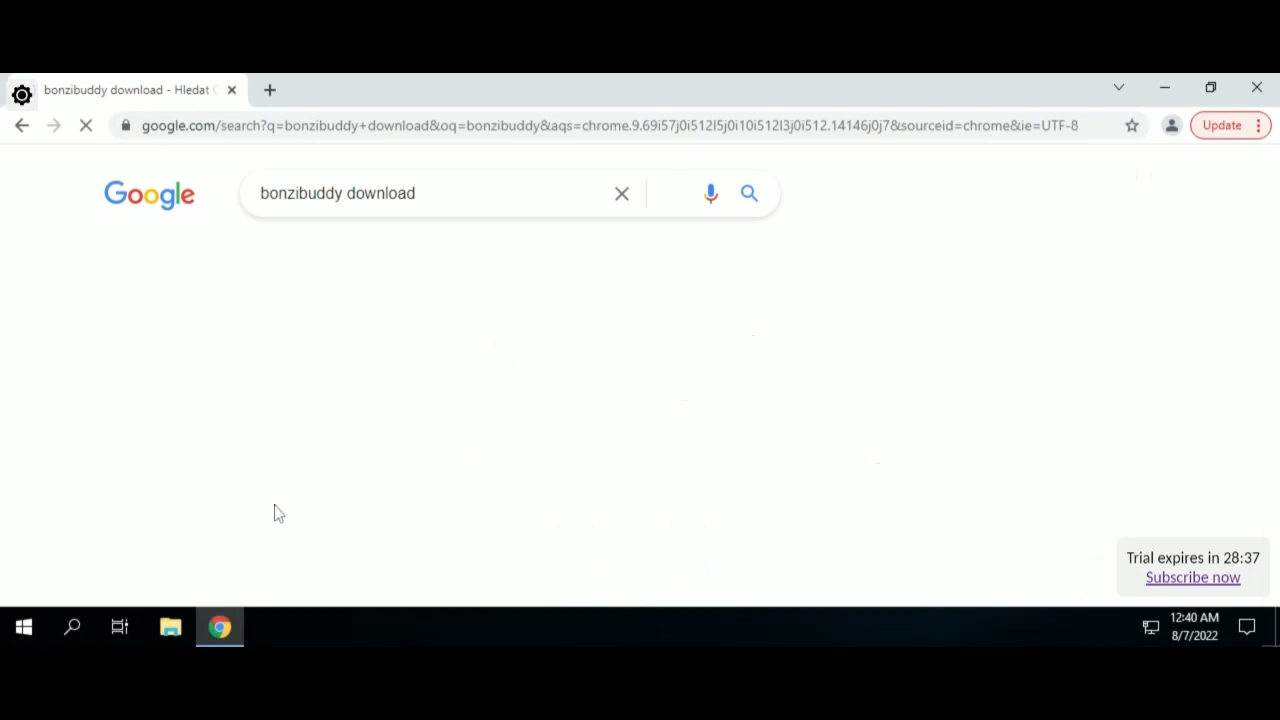 bonzibuddy download - Hledat
google.com/search?q=bonzibuddy+download&oq=bonzibuddy&aqs=chrome.9.69i57j0i512l5j0i10i512l3j0i512.14146j0j7&sourceid=chrome&ie=UTF-8
Update
Google
bonzibuddy download
Trial expires in 28:37
Subscribe now
12:40 AM
8/7/2022